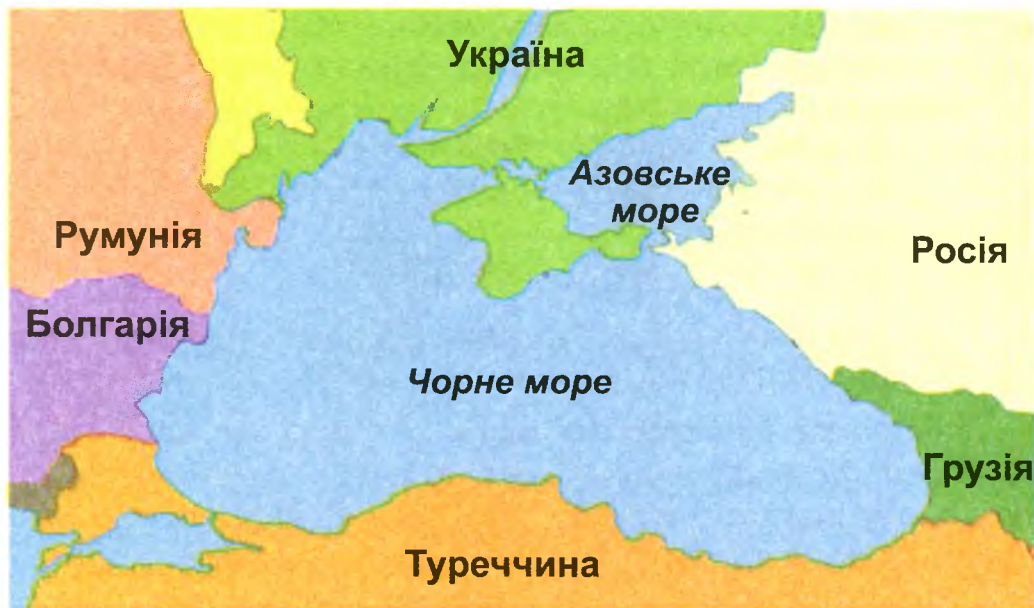 Україна
Азовське
море
Румунія
Росія
Болгарія
Чорне море
Грузія
Туреччина